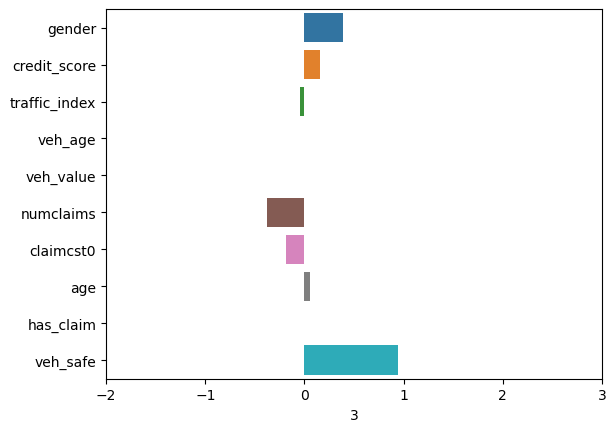 gender
credit_score
traffic_index
veh_age
veh_value
numclaims
claimcst0
age
has_claim
veh_safe
−2 −1 0 1 2 3
3